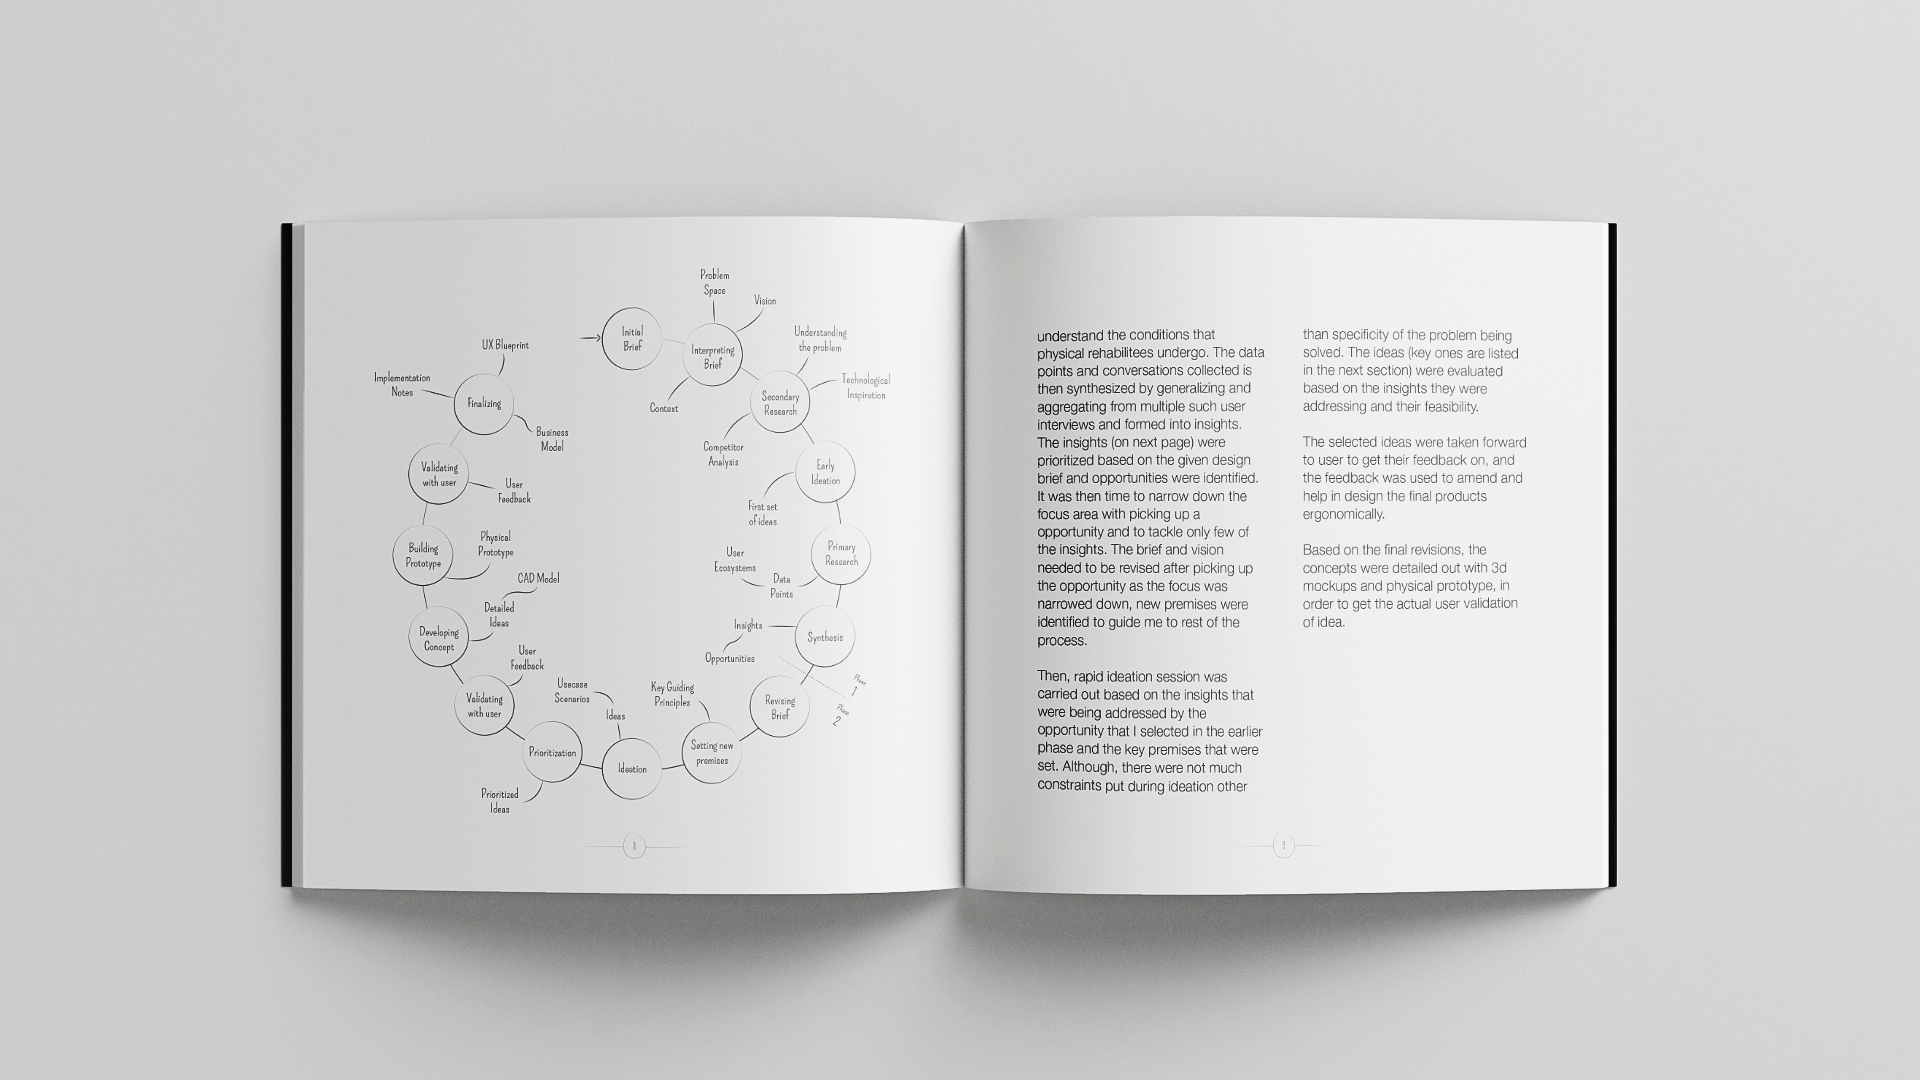 Initial
Brief
Problem
Space
Vision
Interpreting
Brief
Context
Understanding
the problem
Technological
Inspiration
Secondary
Research
Competitor
Analysis
Early
Ideation
First set
of ideas
Primary
Research
User
Ecosystems
Data
Points
Synthesis
Insights
Opportunities
Phase
1
Phase
2
Revising
Brief
Key Guiding
Principles
Setting new
premises
Usecase
Scenarios
Ideas
Ideation
Prioritization
Prioritized
Ideas
User
Feedback
Validating
with user
CAD Model
Detailed
Ideas
Developing
Concept
Physical
Prototype
Building
Prototype
User
Feedback
Validating
with user
UX Blueprint
Implementation
Notes
Finalizing
Business
Model
8
understand the conditions that
physical rehabilitees undergo. The data
points and conversations collected is
then synthesized by generalizing and
aggregating from multiple such user
interviews and formed into insights.
The insights (on next page) were
prioritized based on the given design
brief and opportunities were identified.
It was then time to narrow down the
focus area with picking up a
opportunity and to tackle only few of
the insights. The brief and vision
needed to be revised after picking up
the opportunity as the focus was
narrowed down, new premises were
identified to guide me to rest of the
process.
Then, rapid ideation session was
carried out based on the insights that
were being addressed by the
opportunity that I selected in the earlier
phase and the key premises that were
set. Although, there were not much
constraints put during ideation other
than specificity of the problem being
solved. The ideas (key ones are listed
in the next section) were evaluated
based on the insights they were
addressing and their feasibility.
The selected ideas were taken forward
to user to get their feedback on, and
the feedback was used to amend and
help in design the final products
ergonomically.
Based on the final revisions, the
concepts were detailed out with 3d
mockups and physical prototype, in
order to get the actual user validation
of idea.